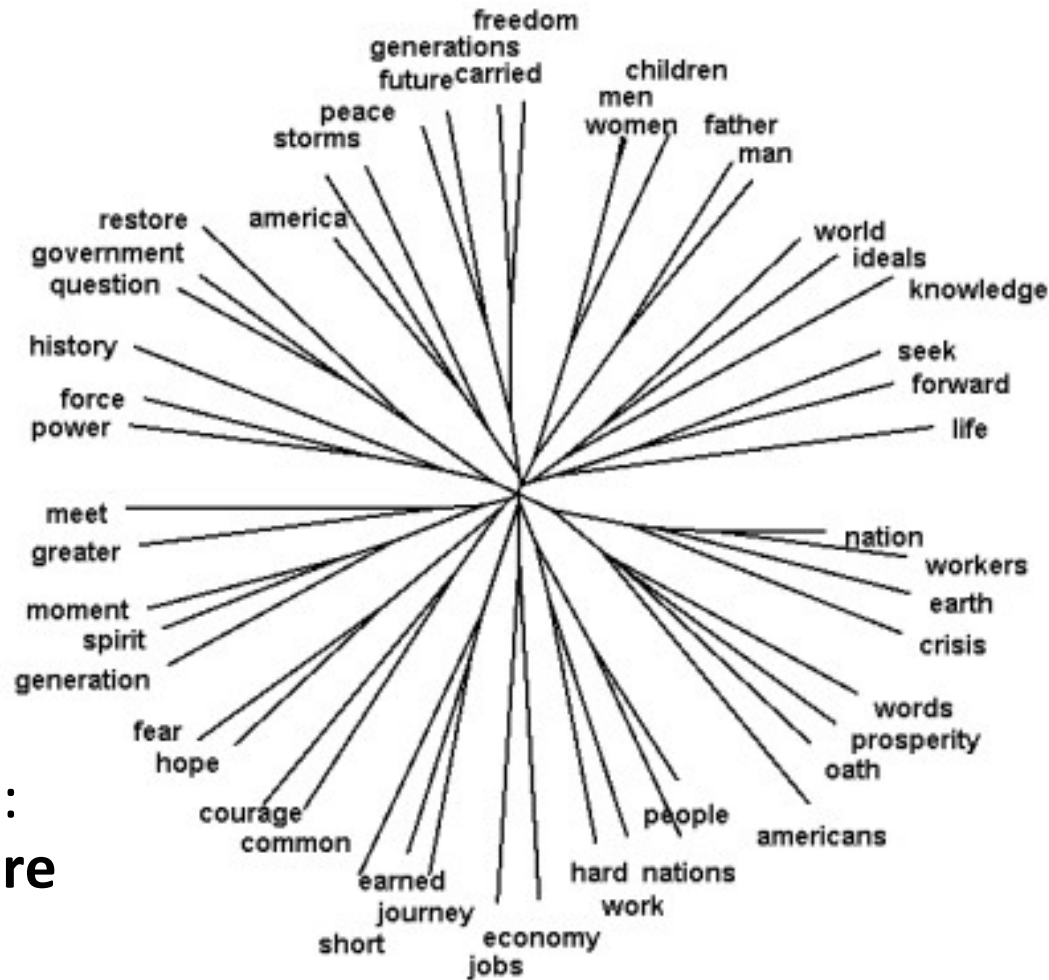 freedom
generations
future carried
children
men
women
father
man
peace
storms
america
restore
government
question
history
force
power
world
ideals
knowledge
seek
forward
life
meet
greater
moment
spirit
generation
fear
hope
courage
common
earned
journey
short
economy
jobs
hard nations
work
people
americans
oath
prosperity
words
crisis
earth
workers
nation
:
re